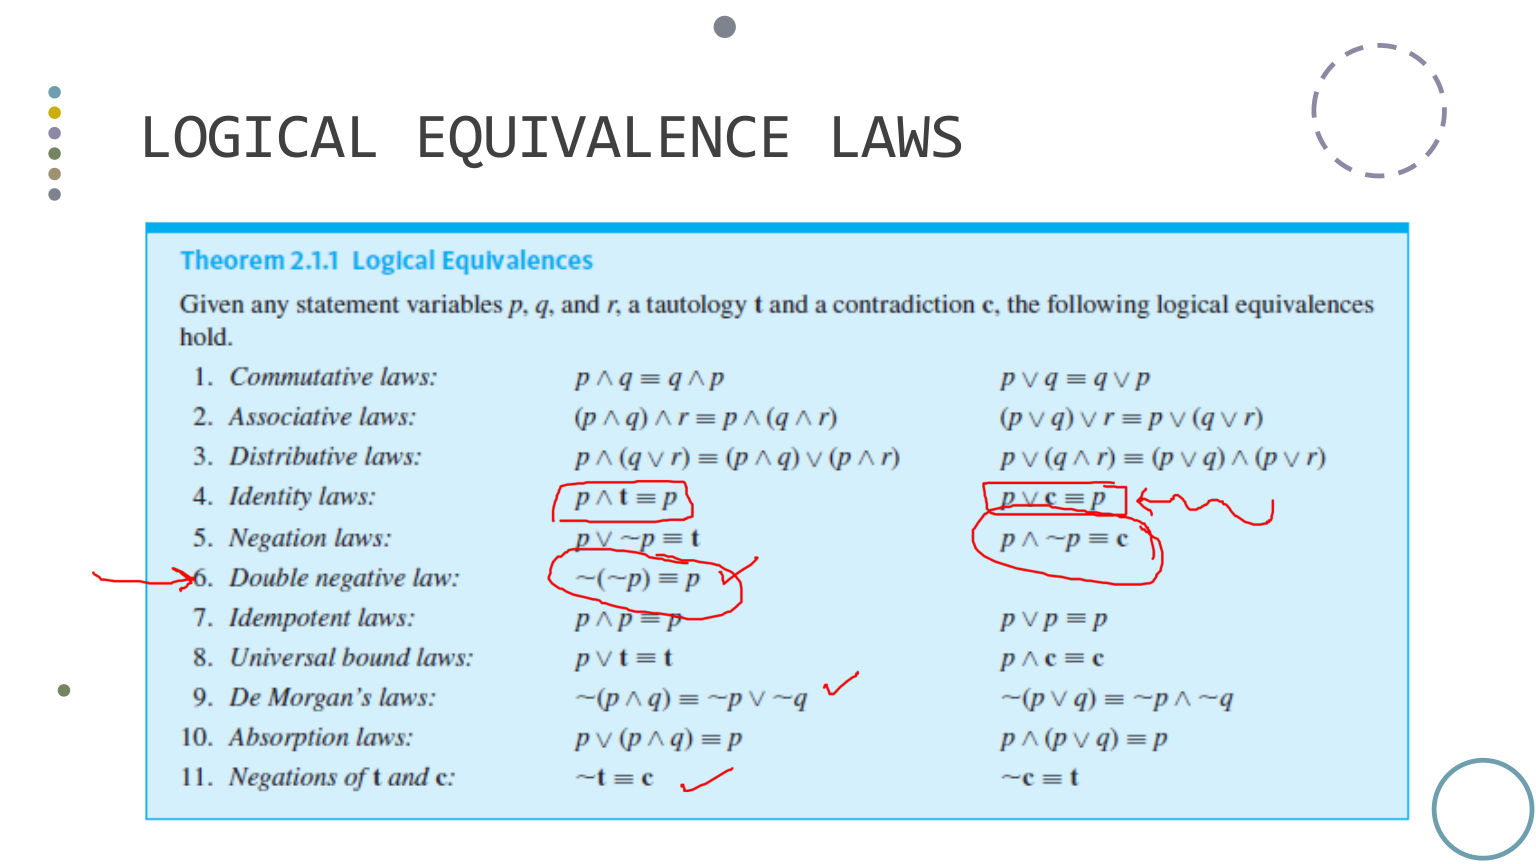 LOGICAL EQUIVALENCE LAWS
Theorem 2.1.1 Logical Equivalences
Given any statement variables p, q, and r, a tautology t and a contradiction c, the following logical equivalences
hold.
1. Commutative laws: p ∧ q ≡ q ∧ p p ∨ q ≡ q ∨ p
2. Associative laws: (p ∧ q) ∧ r ≡ p ∧ (q ∧ r) (p ∨ q) ∨ r ≡ p ∨ (q ∨ r)
3. Distributive laws: p ∧ (q ∨ r) ≡ (p ∧ q) ∨ (p ∧ r) p ∨ (q ∧ r) ≡ (p ∨ q) ∧ (p ∨ r)
4. Identity laws: p ∧ t ≡ p p ∨ c ≡ p
5. Negation laws: p ∨ ~p ≡ t p ∧ ~p ≡ c
6. Double negative law: ~(~p) ≡ p
7. Idempotent laws: p ∧ p ≡ p p ∨ p ≡ p
8. Universal bound laws: p ∨ t ≡ t p ∧ c ≡ c
9. De Morgan's laws: ~(p ∧ q) ≡ ~p ∨ ~q ~(p ∨ q) ≡ ~p ∧ ~q
10. Absorption laws: p ∨ (p ∧ q) ≡ p p ∧ (p ∨ q) ≡ p
11. Negations of t and c: ~t ≡ c ~c ≡ t